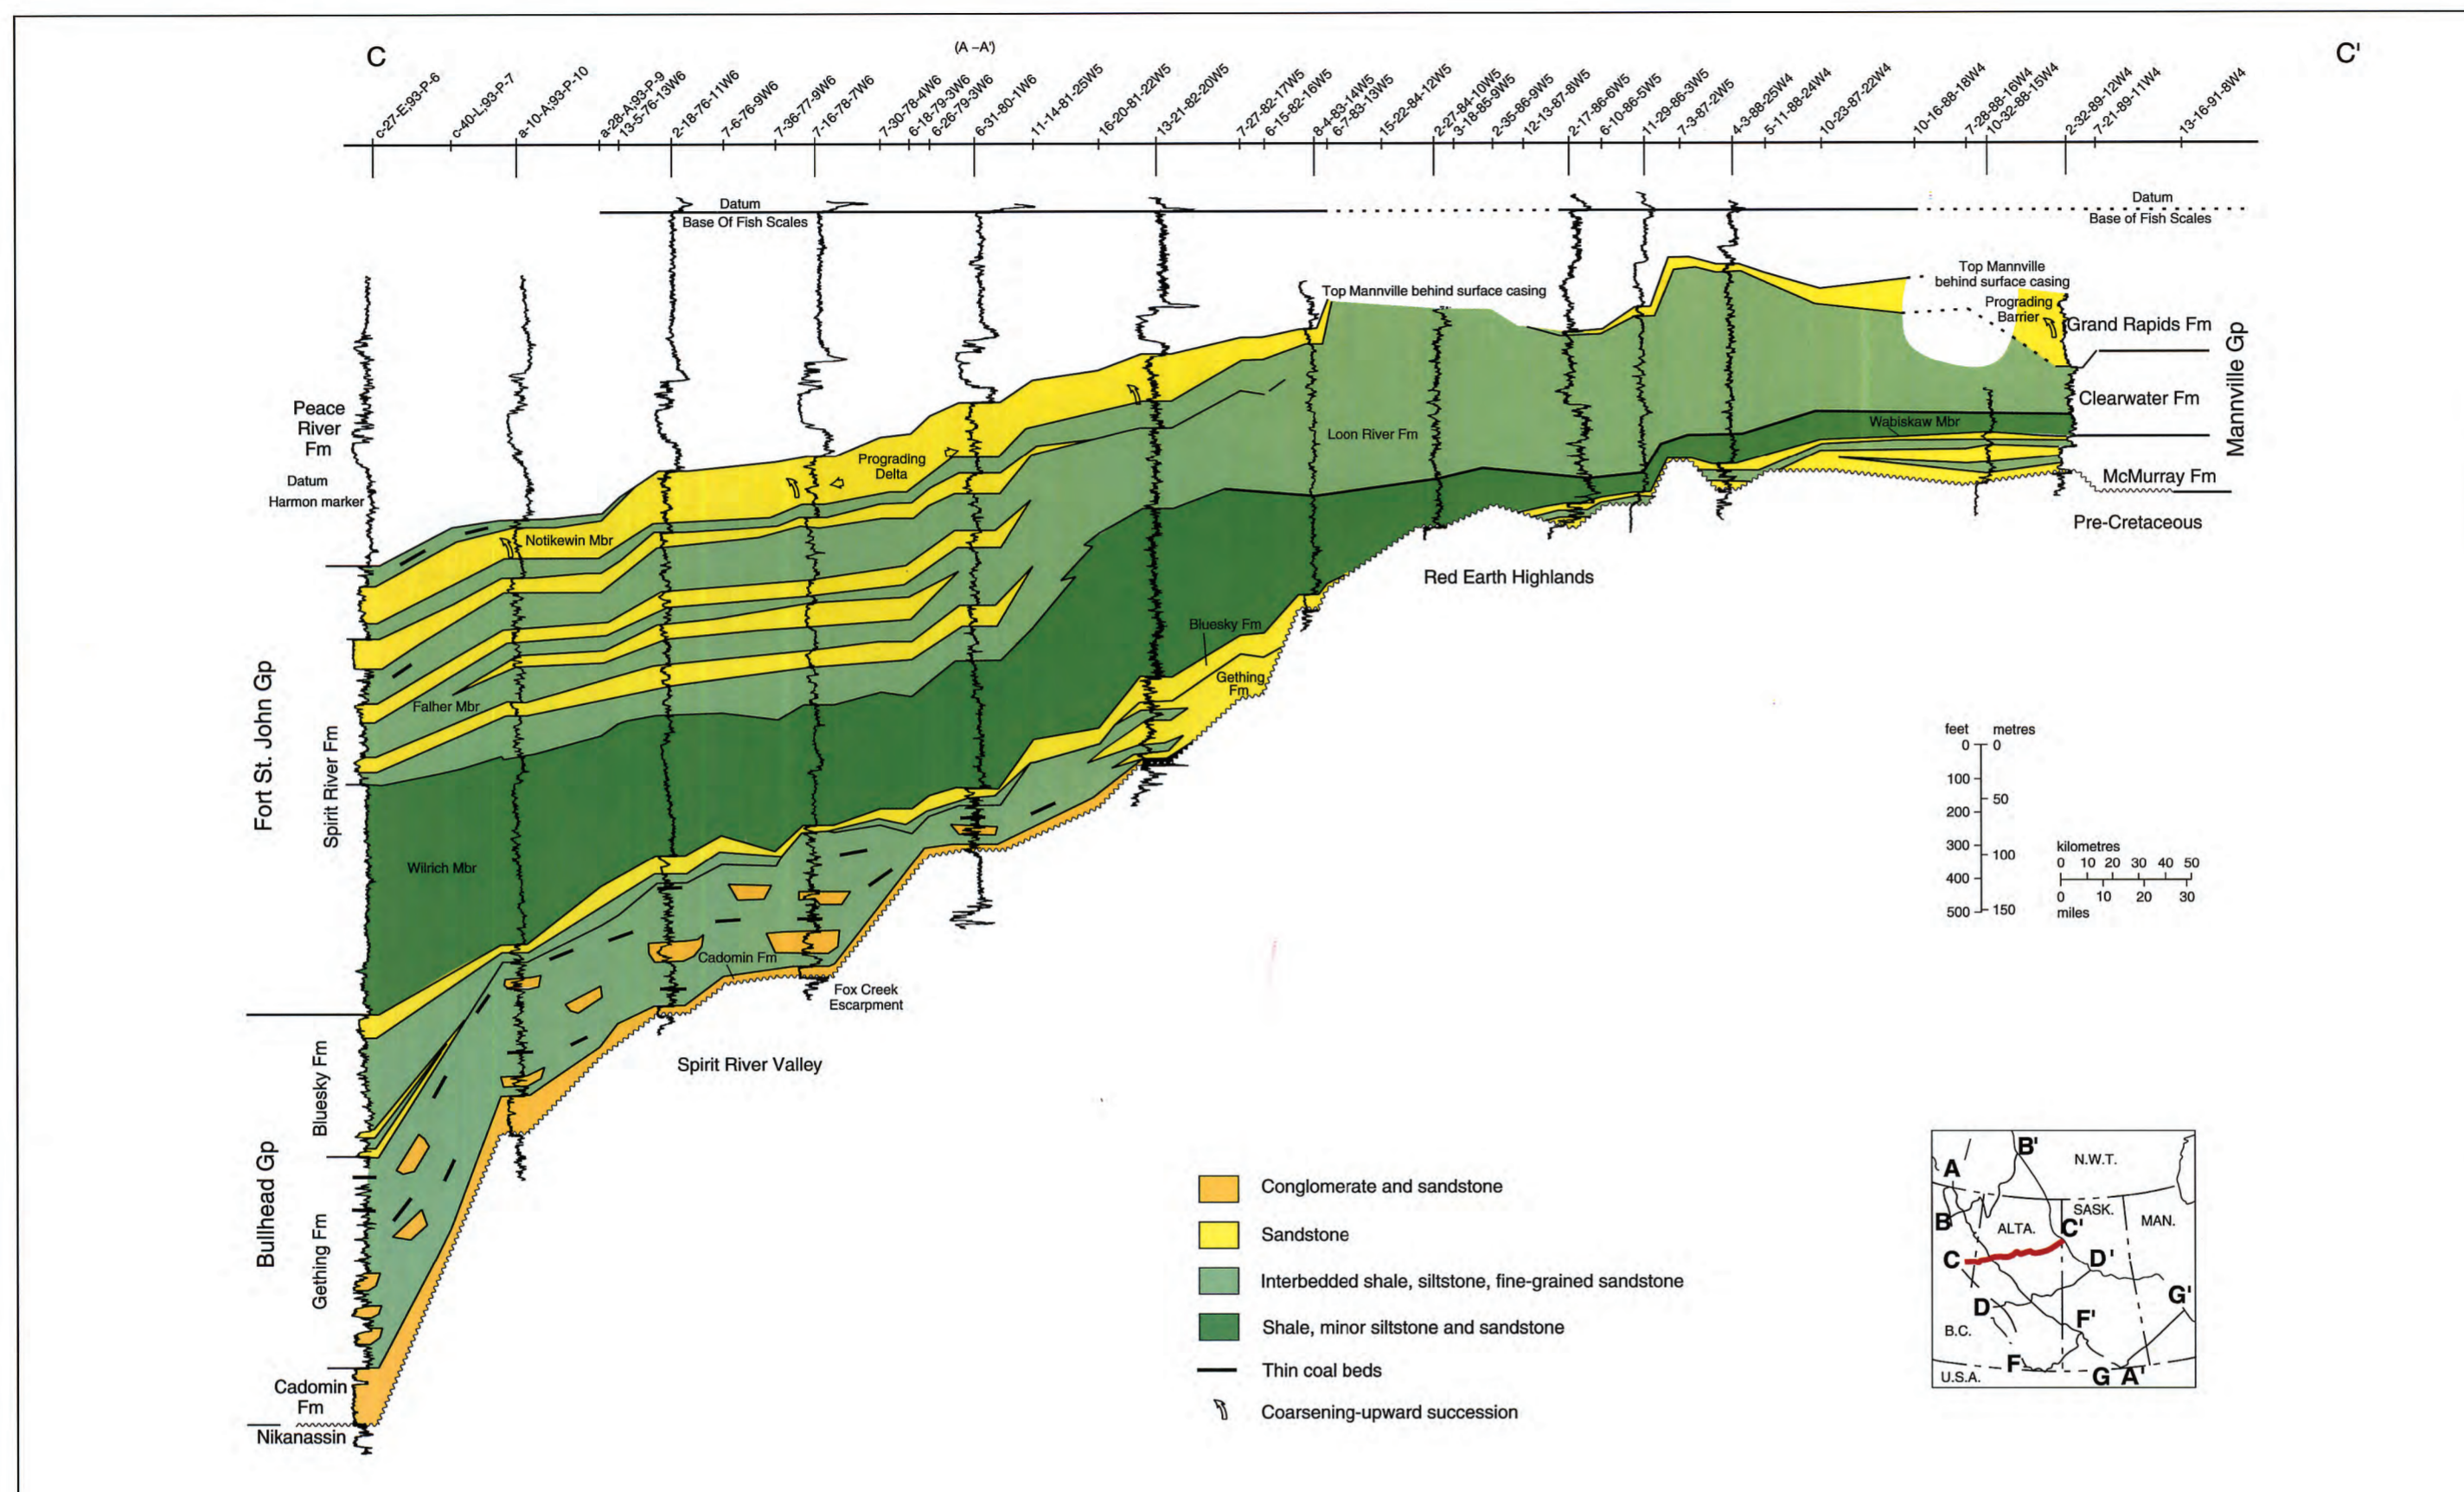 C
(A –A')
C'
c-27-E;93-P-6
c-40-L;93-P-7
a-10-A;93-P-10
a-28-A;93-P-9
13-5-76-13W6
2-18-76-11W6
7-6-76-9W6
7-36-77-9W6
7-16-78-7W6
7-30-78-4W6
6-18-79-3W6
6-26-79-3W6
6-31-80-1W6
11-14-81-25W5
16-20-81-22W5
13-21-82-20W5
7-27-82-17W5
6-15-82-16W5
8-4-83-14W5
6-7-83-13W5
15-22-84-12W5
2-27-84-10W5
3-18-85-9W5
2-35-86-9W5
12-13-87-8W5
2-17-86-6W5
6-10-86-5W5
11-29-86-3W5
7-3-87-2W5
4-3-88-25W4
5-11-88-24W4
10-23-87-22W4
10-16-88-18W4
7-28-88-16W4
10-32-88-15W4
2-32-89-12W4
7-21-89-11W4
13-16-91-8W4
Datum
Base Of Fish Scales
Datum
Base of Fish Scales
Top Mannville behind surface casing
Top Mannville
behind surface casing
Prograding
Barrier
Grand Rapids Fm
Clearwater Fm
Mannville Gp
Wabiskaw Mbr
McMurray Fm
Pre-Cretaceous
Peace
River
Fm
Datum
Harmon marker
Prograding
Delta
Loon River Fm
Notikewin Mbr
Red Earth Highlands
Bluesky Fm
Gething
Fm
Falher Mbr
Fort St. John Gp
Spirit River Fm
Wilrich Mbr
Cadomin Fm
Fox Creek
Escarpment
Spirit River Valley
Bluesky Fm
Bullhead Gp
Gething Fm
Cadomin
Fm
Nikanassin
feet
metres
0
0
100
50
200
300
100
400
500
150
kilometres
0 10 20 30 40 50
0 10 20 30
miles
Conglomerate and sandstone
Sandstone
Interbedded shale, siltstone, fine-grained sandstone
Shale, minor siltstone and sandstone
Thin coal beds
Coarsening-upward succession
B'
A
N.W.T.
B
ALTA.
SASK.
MAN.
C'
C
D'
D
G'
F'
B.C.
F
G
A'
U.S.A.